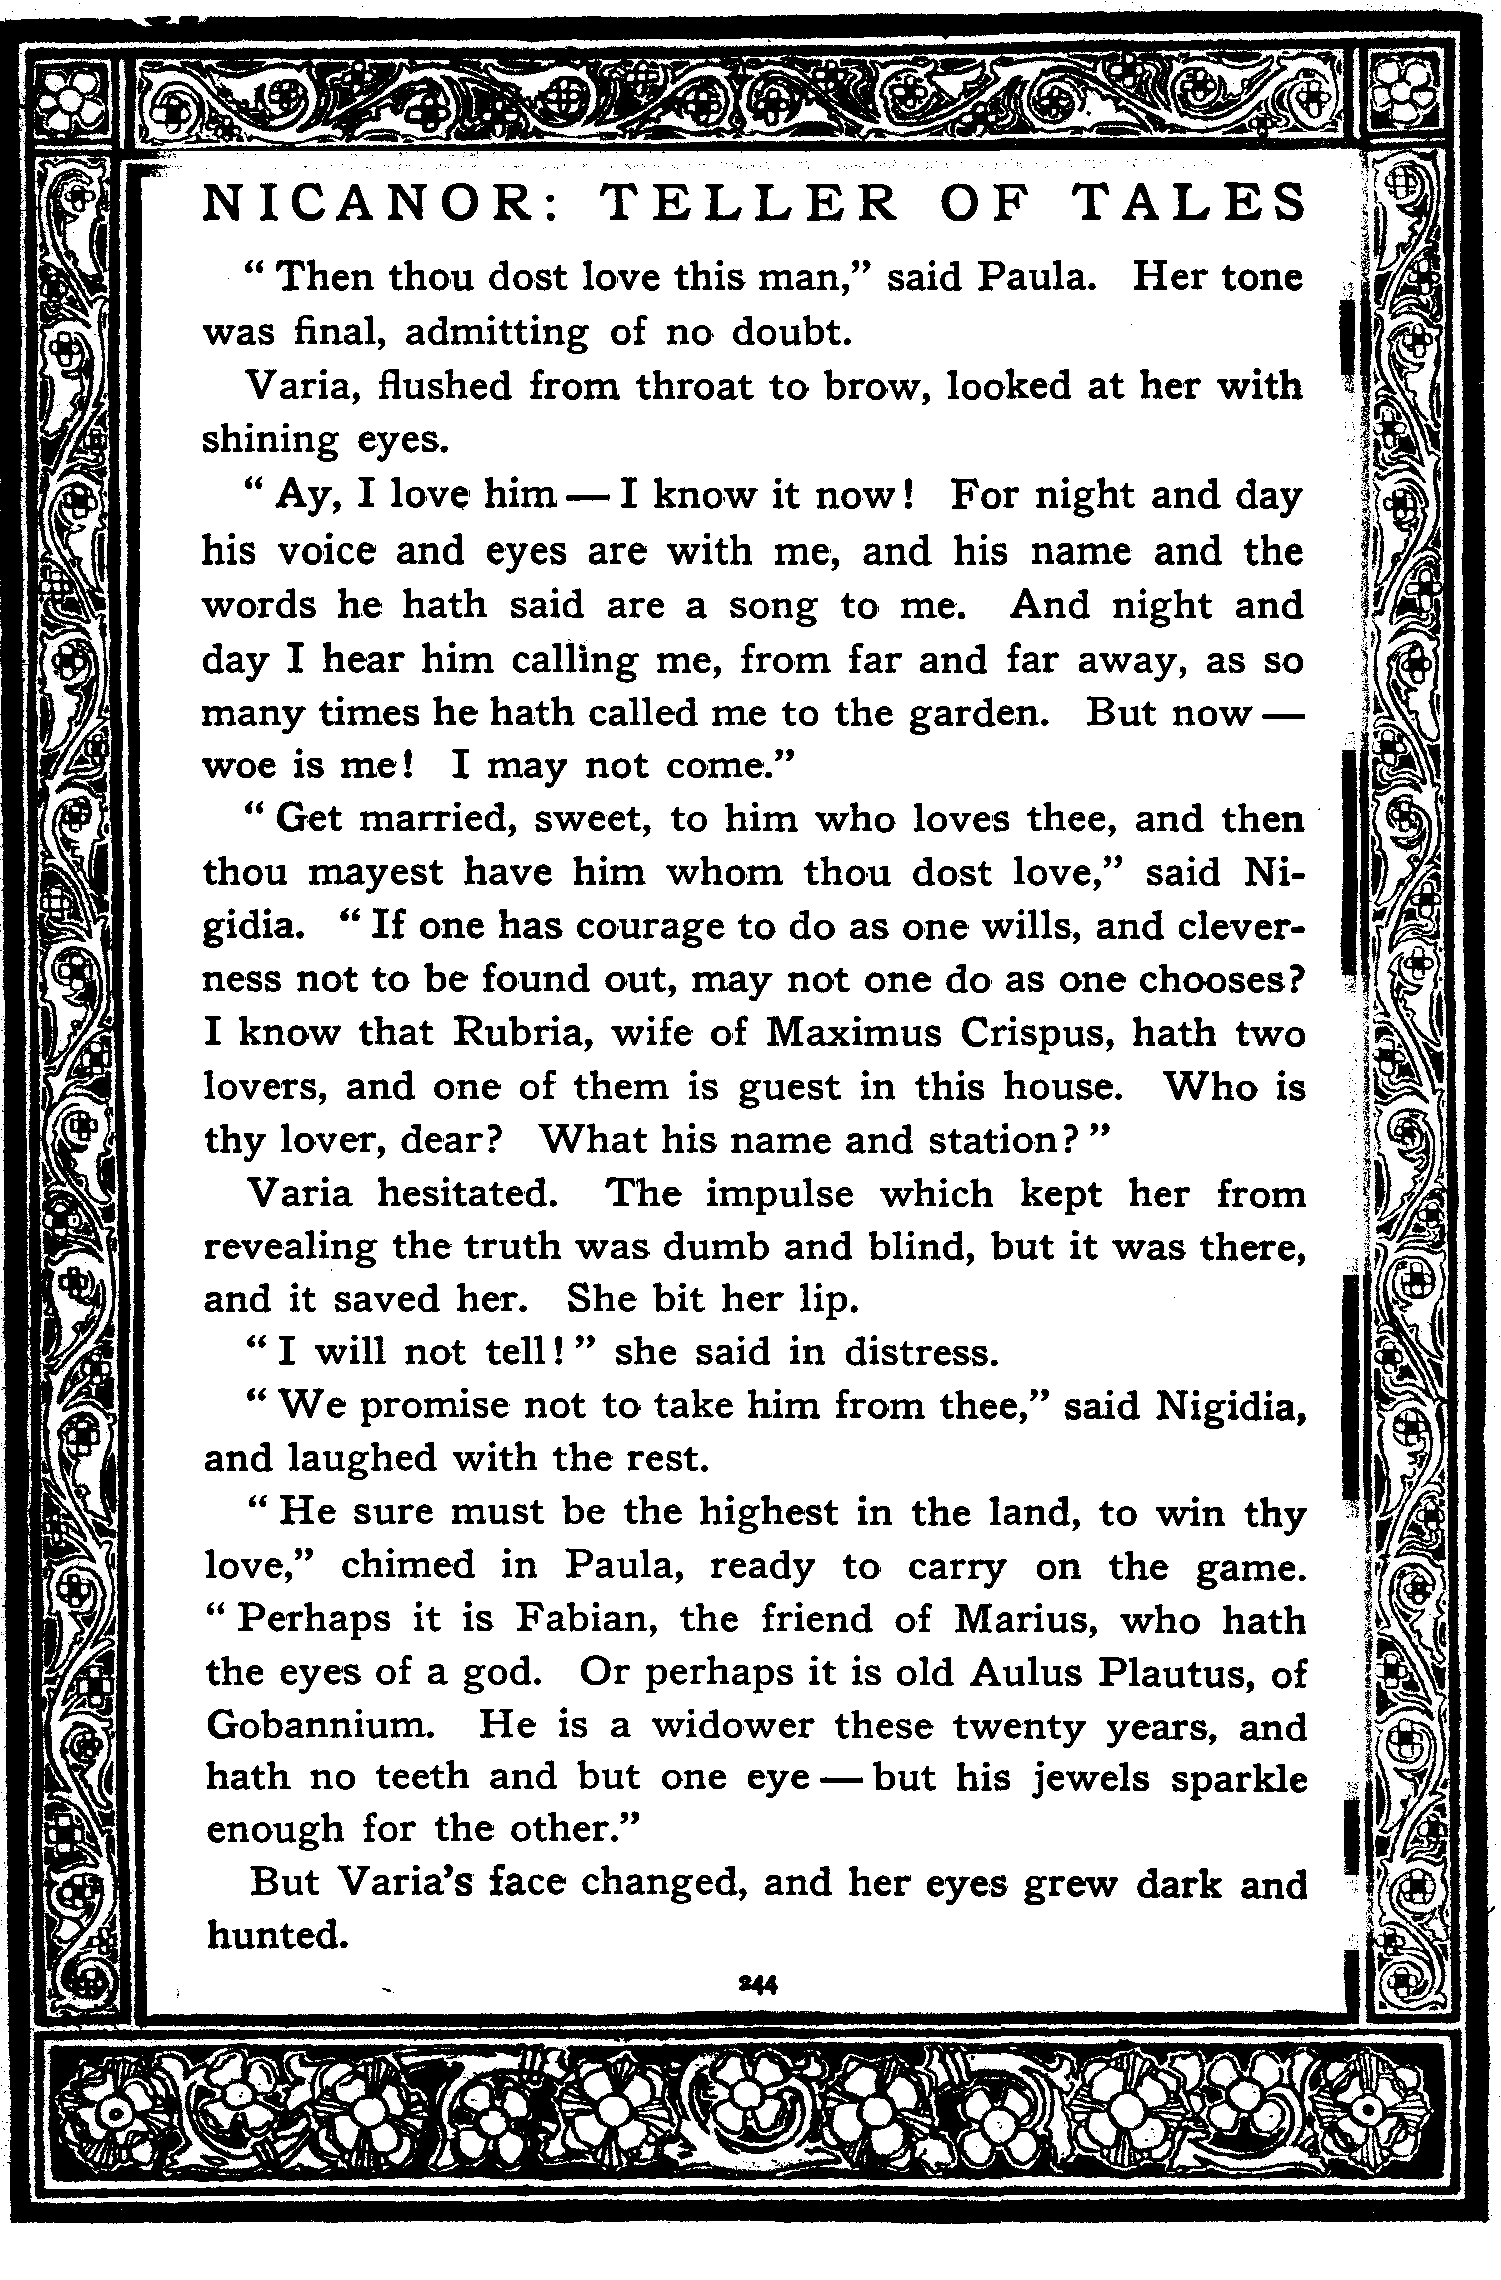 NICANOR: TELLER OF TALES
“ Then thou dost love this man,” said Paula. Her tone
was final, admitting of no doubt.
Varia, flushed from throat to brow, looked at her with
shining eyes.
“ Ay, I love him — I know it now! For night and day
his voice and eyes are with me, and his name and the
words he hath said are a song to me. And night and
day I hear him calling me, from far and far away, as so
many times he hath called me to the garden. But now —
woe is me! I may not come.”
“ Get married, sweet, to him who loves thee, and then
thou mayest have him whom thou dost love,” said Ni-
gidia. “ If one has courage to do as one wills, and clever-
ness not to be found out, may not one do as one chooses?
I know that Rubria, wife of Maximus Crispus, hath two
lovers, and one of them is guest in this house. Who is
thy lover, dear? What his name and station? ”
Varia hesitated. The impulse which kept her from
revealing the truth was dumb and blind, but it was there,
and it saved her. She bit her lip.
“ I will not tell! ” she said in distress.
“ We promise not to take him from thee,” said Nigidia,
and laughed with the rest.
“ He sure must be the highest in the land, to win thy
love,” chimed in Paula, ready to carry on the game.
“ Perhaps it is Fabian, the friend of Marius, who hath
the eyes of a god. Or perhaps it is old Aulus Plautus, of
Gobannium. He is a widower these twenty years, and
hath no teeth and but one eye — but his jewels sparkle
enough for the other.”
But Varia’s face changed, and her eyes grew dark and
hunted.
244